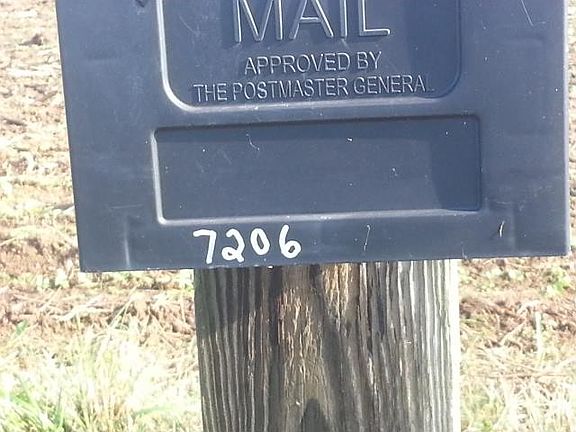 MAIL
APPROVED BY
THE POSTMASTER GENERAL
7206